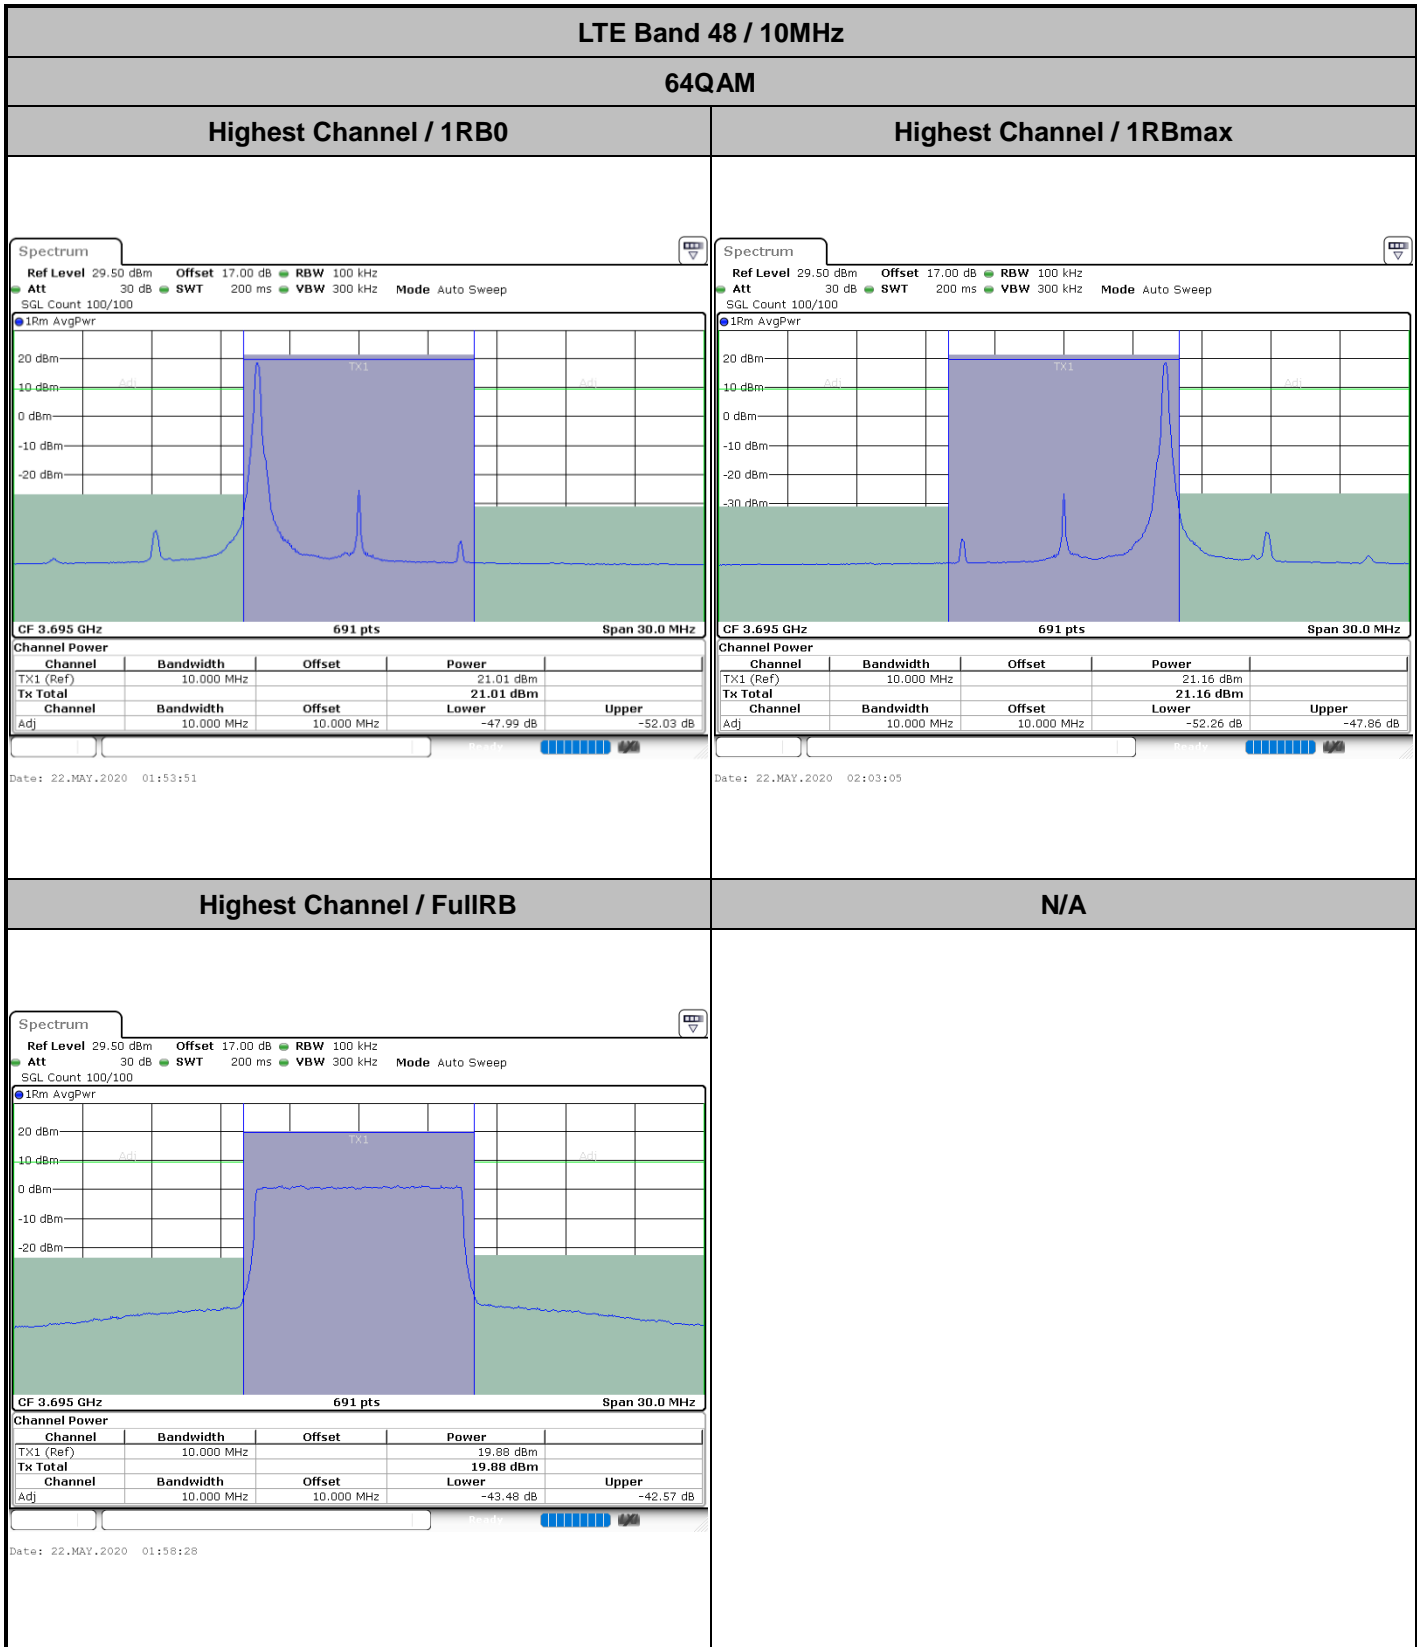 LTE Band 48 / 10MHz
64QAM
Highest Channel / 1RB0
Highest Channel / 1RBmax
Spectrum
Ref Level 29.50 dBm Offset 17.00 dB RBW 100 kHz
Att 30 dB SWT 200 ms VBW 300 kHz Mode Auto Sweep
SGL Count 100/100
1Rm AvgPwr
20 dBm
TX1
10 dBm
Adj
Adj
0 dBm
-10 dBm
-20 dBm
CF 3.695 GHz 691 pts Span 30.0 MHz
Channel Power
Channel Bandwidth Offset Power
TX1 (Ref) 10.000 MHz 21.01 dBm
Tx Total 21.01 dBm
Channel Bandwidth Offset Lower Upper
Adj 10.000 MHz 10.000 MHz -47.99 dB -52.03 dB
Ready
Date: 22.MAY.2020 01:53:51
Spectrum
Ref Level 29.50 dBm Offset 17.00 dB RBW 100 kHz
Att 30 dB SWT 200 ms VBW 300 kHz Mode Auto Sweep
SGL Count 100/100
1Rm AvgPwr
20 dBm
TX1
10 dBm
Adj
Adj
0 dBm
-10 dBm
-20 dBm
-30 dBm
CF 3.695 GHz 691 pts Span 30.0 MHz
Channel Power
Channel Bandwidth Offset Power
TX1 (Ref) 10.000 MHz 21.16 dBm
Tx Total 21.16 dBm
Channel Bandwidth Offset Lower Upper
Adj 10.000 MHz 10.000 MHz -52.26 dB -47.86 dB
Ready
Date: 22.MAY.2020 02:03:05
Highest Channel / FullRB
N/A
Spectrum
Ref Level 29.50 dBm Offset 17.00 dB RBW 100 kHz
Att 30 dB SWT 200 ms VBW 300 kHz Mode Auto Sweep
SGL Count 100/100
1Rm AvgPwr
20 dBm
TX1
10 dBm
Adj
Adj
0 dBm
-10 dBm
-20 dBm
CF 3.695 GHz 691 pts Span 30.0 MHz
Channel Power
Channel Bandwidth Offset Power
TX1 (Ref) 10.000 MHz 19.88 dBm
Tx Total 19.88 dBm
Channel Bandwidth Offset Lower Upper
Adj 10.000 MHz 10.000 MHz -43.48 dB -42.57 dB
Ready
Date: 22.MAY.2020 01:58:28